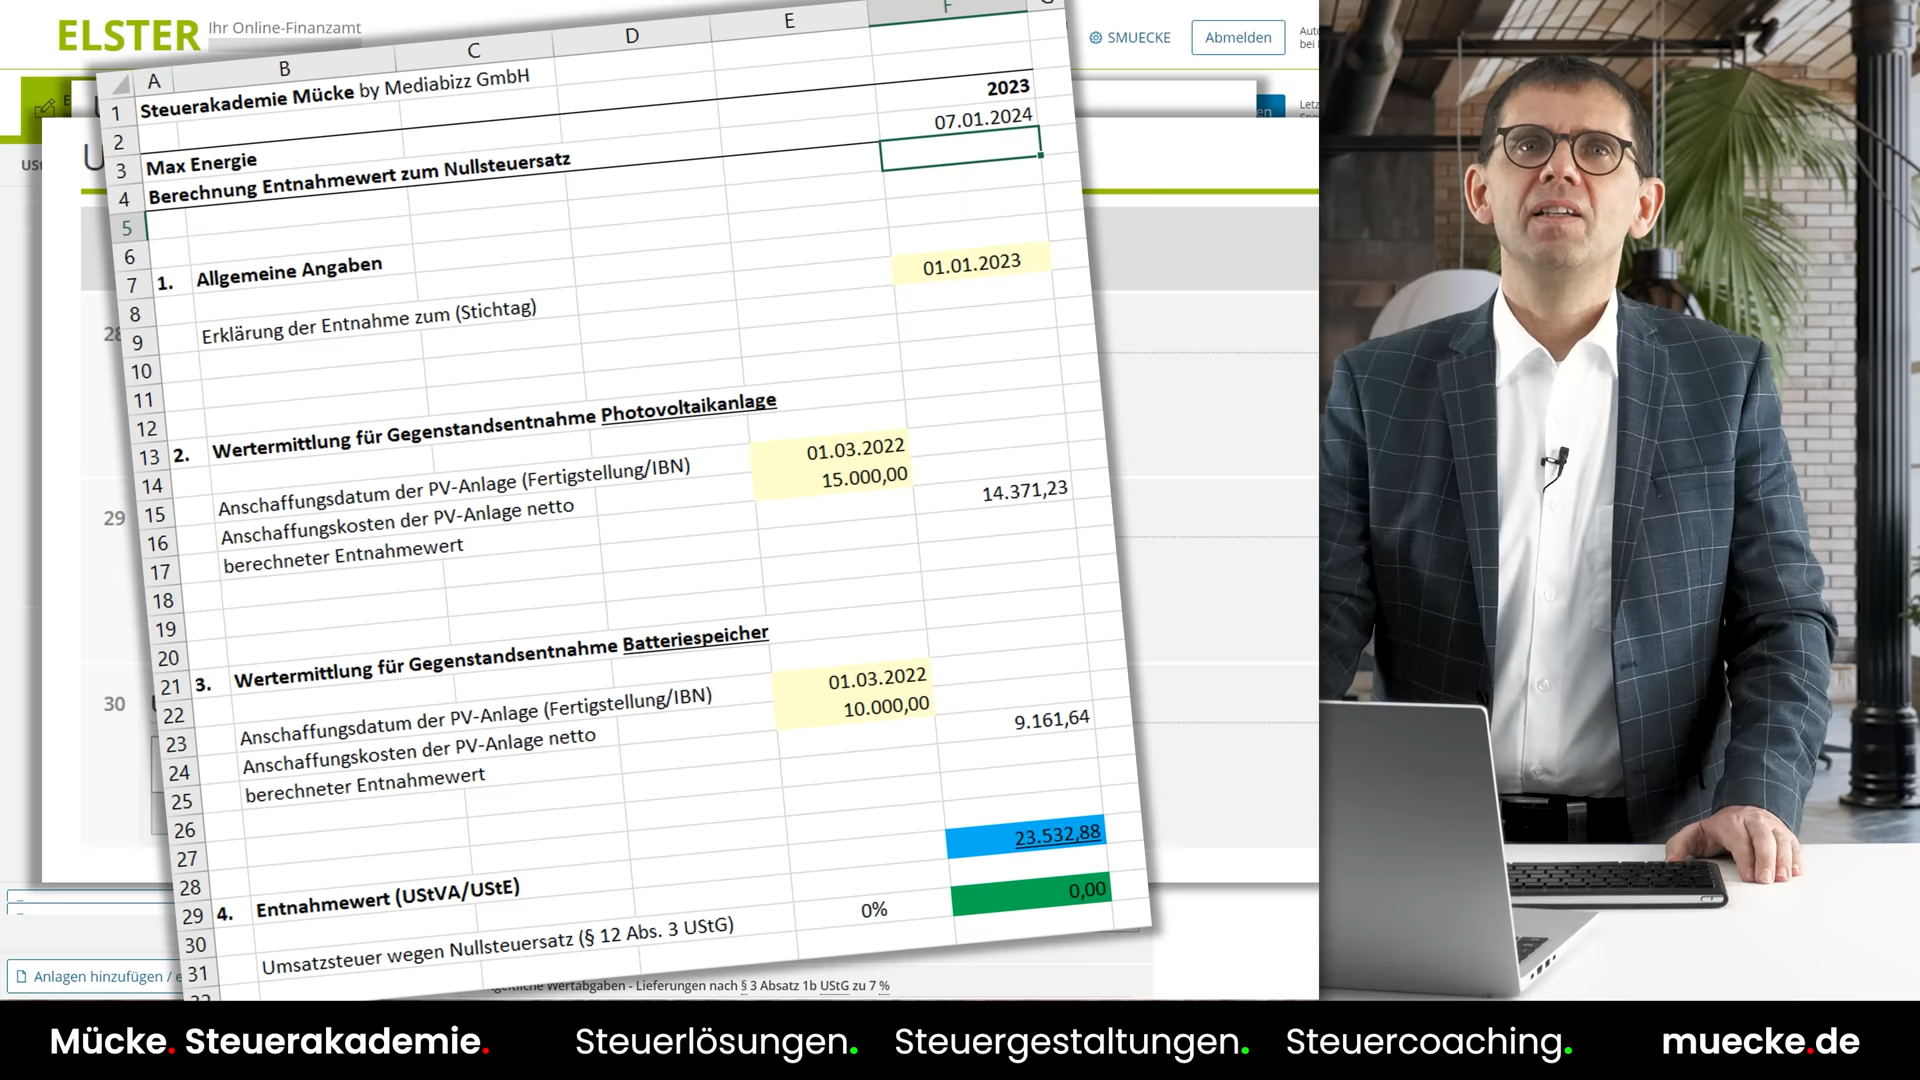 ELSTER Ihr Online-Finanzamt
SMUECKE
Abmelden
A B C D E F
1 Steuerakademie Mücke by Mediabizz GmbH
2 2023
3 Max Energie 07.01.2024
4 Berechnung Entnahmewert zum Nullsteuersatz
5
6
7 1. Allgemeine Angaben
8
9 Erklärung der Entnahme zum (Stichtag) 01.01.2023
10
11
12
13 2. Wertermittlung für Gegenstandsentnahme Photovoltaikanlage
14
15 Anschaffungsdatum der PV-Anlage (Fertigstellung/IBN) 01.03.2022
16 Anschaffungskosten der PV-Anlage netto 15.000,00
17 berechneter Entnahmewert 14.371,23
18
19
20
21 3. Wertermittlung für Gegenstandsentnahme Batteriespeicher
22
23 Anschaffungsdatum der PV-Anlage (Fertigstellung/IBN) 01.03.2022
24 Anschaffungskosten der PV-Anlage netto 10.000,00
25 berechneter Entnahmewert 9.161,64
26
27
28
29 4. Entnahmewert (UStVA/UStE) 23.532,88
30
31 Umsatzsteuer wegen Nullsteuersatz (§ 12 Abs. 3 UStG) 0% 0,00
28
29
30
Anlagen hinzufügen /
Wertabgaben - Lieferungen nach § 3 Absatz 1b UStG zu 7 %
Mücke. Steuerakademie. Steuerlösungen. Steuergestaltungen. Steuercoaching. muecke.de